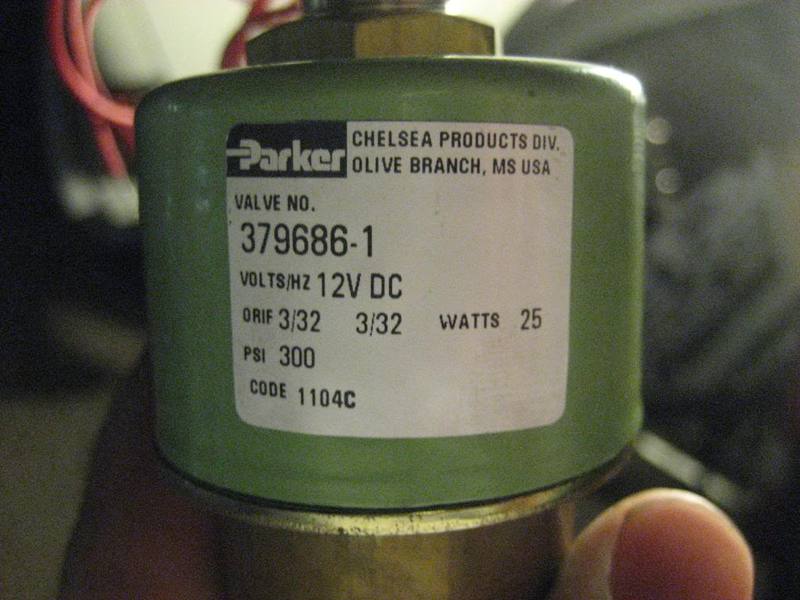 Parker CHELSEA PRODUCTS DIV.
OLIVE BRANCH, MS USA
VALVE NO.
379686-1
VOLTS/HZ 12V DC
ORIF 3/32 3/32 WATTS 25
PSI 300
CODE 1104C